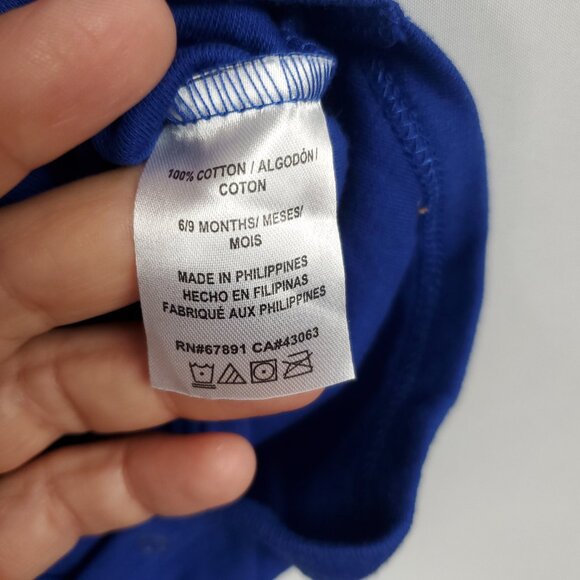 100% COTTON / ALGODÓN /
COTON
6/9 MONTHS/ MESES/
MOIS
MADE IN PHILIPPINES
HECHO EN FILIPINAS
FABRIQUÉ AUX PHILIPPINES
RN#67891 CA#43063